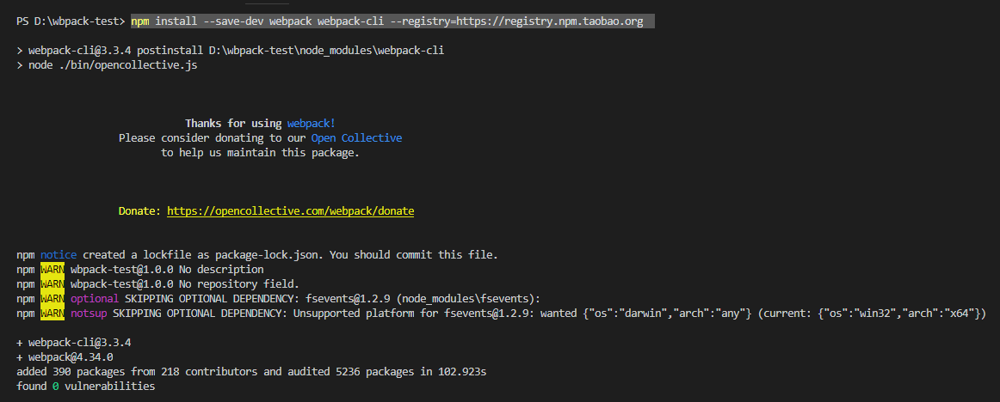 PS D:\wbpack-test> npm install --save-dev webpack webpack-cli --registry=https://registry.npm.taobao.org
> webpack-cli@3.3.4 postinstall D:\wbpack-test\node_modules\webpack-cli
> node ./bin/opencollective.js
Thanks for using webpack!
Please consider donating to our Open Collective
to help us maintain this package.
Donate: https://opencollective.com/webpack/donate
npm notice created a lockfile as package-lock.json. You should commit this file.
npm WARN wbpack-test@1.0.0 No description
npm WARN wbpack-test@1.0.0 No repository field.
npm WARN optional SKIPPING OPTIONAL DEPENDENCY: fsevents@1.2.9 (node_modules\fsevents):
npm WARN notsup SKIPPING OPTIONAL DEPENDENCY: Unsupported platform for fsevents@1.2.9: wanted {"os":"darwin","arch":"any"} (current: {"os":"win32","arch":"x64"})
+ webpack-cli@3.3.4
+ webpack@4.34.0
added 390 packages from 218 contributors and audited 5236 packages in 102.923s
found 0 vulnerabilities